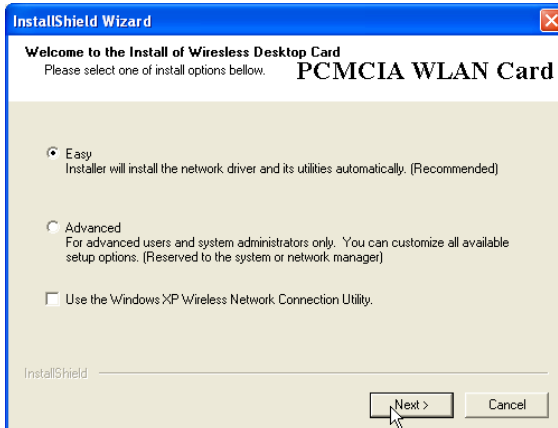 InstallShield Wizard
Welcome to the Install of Wiresless Desktop Card
Please select one of install options bellow.
PCMCIA WLAN Card
Easy
Installer will install the network driver and its utilities automatically. (Recommended)
Advanced
For advanced users and system administrators only. You can customize all available
setup options. (Reserved to the system or network manager)
Use the Windows XP Wireless Network Connection Utility.
InstallShield
Next >
Cancel